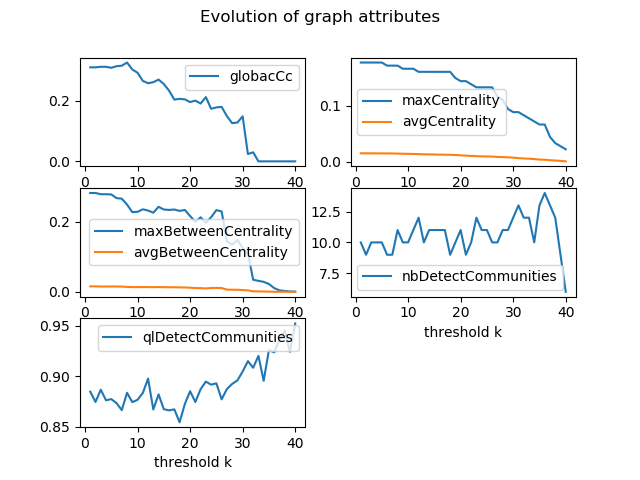 Evolution of graph attributes
globacCc
0.2
0.0
0 10 20 30 40
maxCentrality
avgCentrality
0.1
0.0
0 10 20 30 40
maxBetweenCentrality
avgBetweenCentrality
0.2
0.0
0 10 20 30 40
nbDetectCommunities
12.5
10.0
7.5
0 10 20 30 40
threshold k
qlDetectCommunities
0.95
0.90
0.85
0 10 20 30 40
threshold k